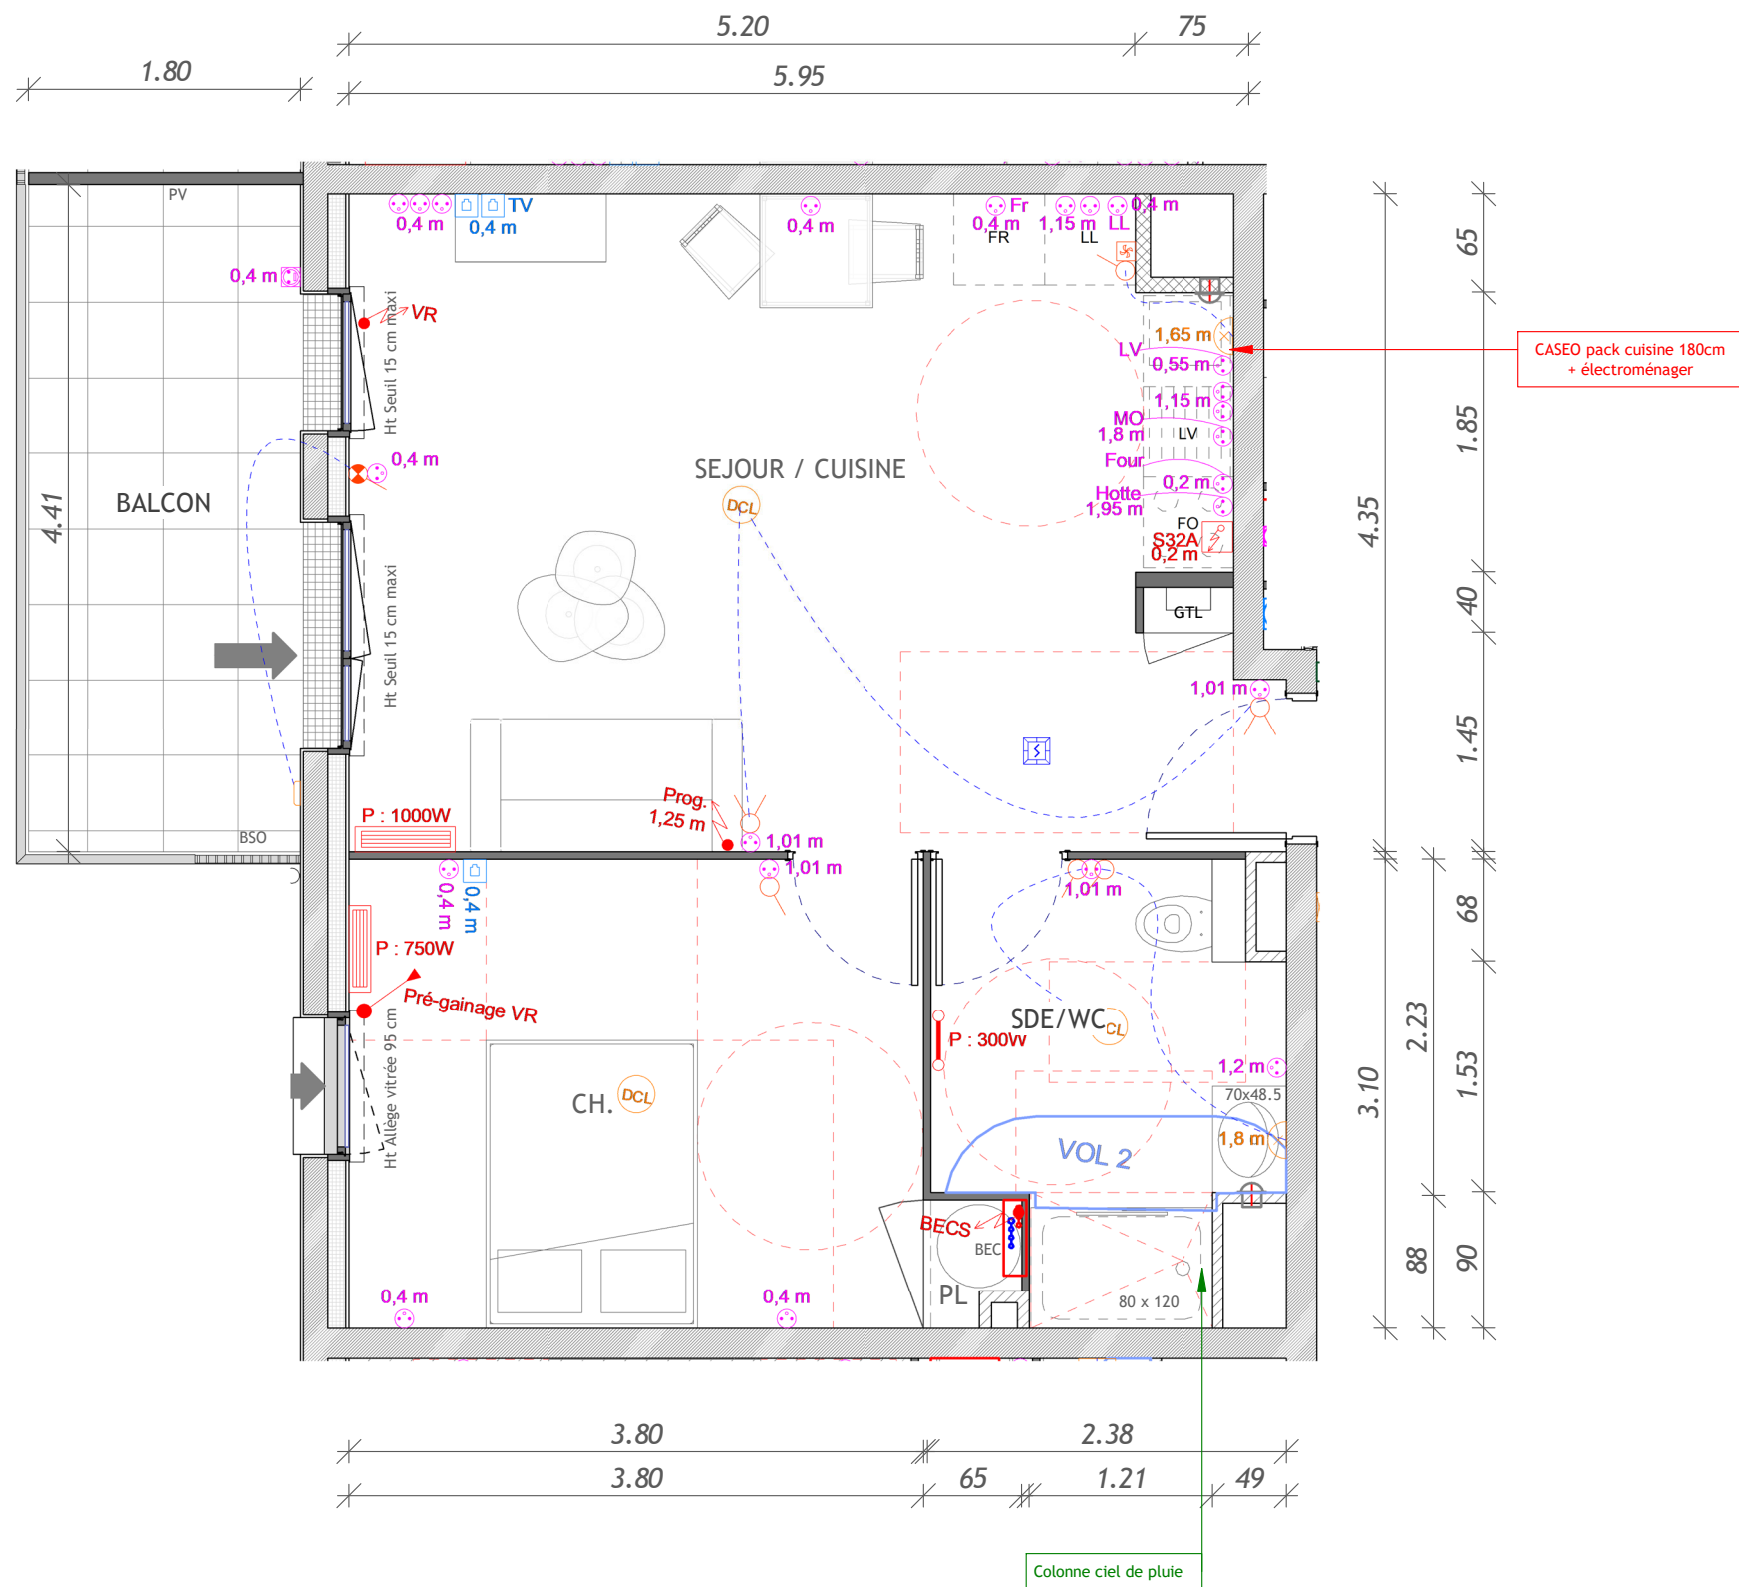 5.20
75
1.80
5.95
PV
TV
0,4 m
0,4 m
0,4 m
Fr
0,4 m
FR
1,15 m
LL
LL
0,4 m
65
0,4 m
VR
Ht Seuil 15 cm maxi
1,65 m
LV
0,55 m
CASEO pack cuisine 180cm
+ électroménager
1,15 m
MO
1,8 m
LV
1.85
0,4 m
SEJOUR / CUISINE
Four
0,2 m
BALCON
DCL
Hotte
1,95 m
4.41
FO
S32A
0,2 m
4.35
Ht Seuil 15 cm maxi
GTL
40
1,01 m
1.45
Prog.
1,25 m
P : 1000W
BSO
1,01 m
1,01 m
1,01 m
0,4 m
0,4 m
68
P : 750W
Pré-gainage VR
Ht Allège vitrée 95 cm
SDE/WC
CL
P : 300W
2.23
1,2 m
1.53
3.10
70x48.5
CH.
DCL
1,8 m
VOL 2
BECS
BEC
88
90
PL
80 x 120
0,4 m
0,4 m
3.80
2.38
3.80
65
1.21
49
Colonne ciel de pluie